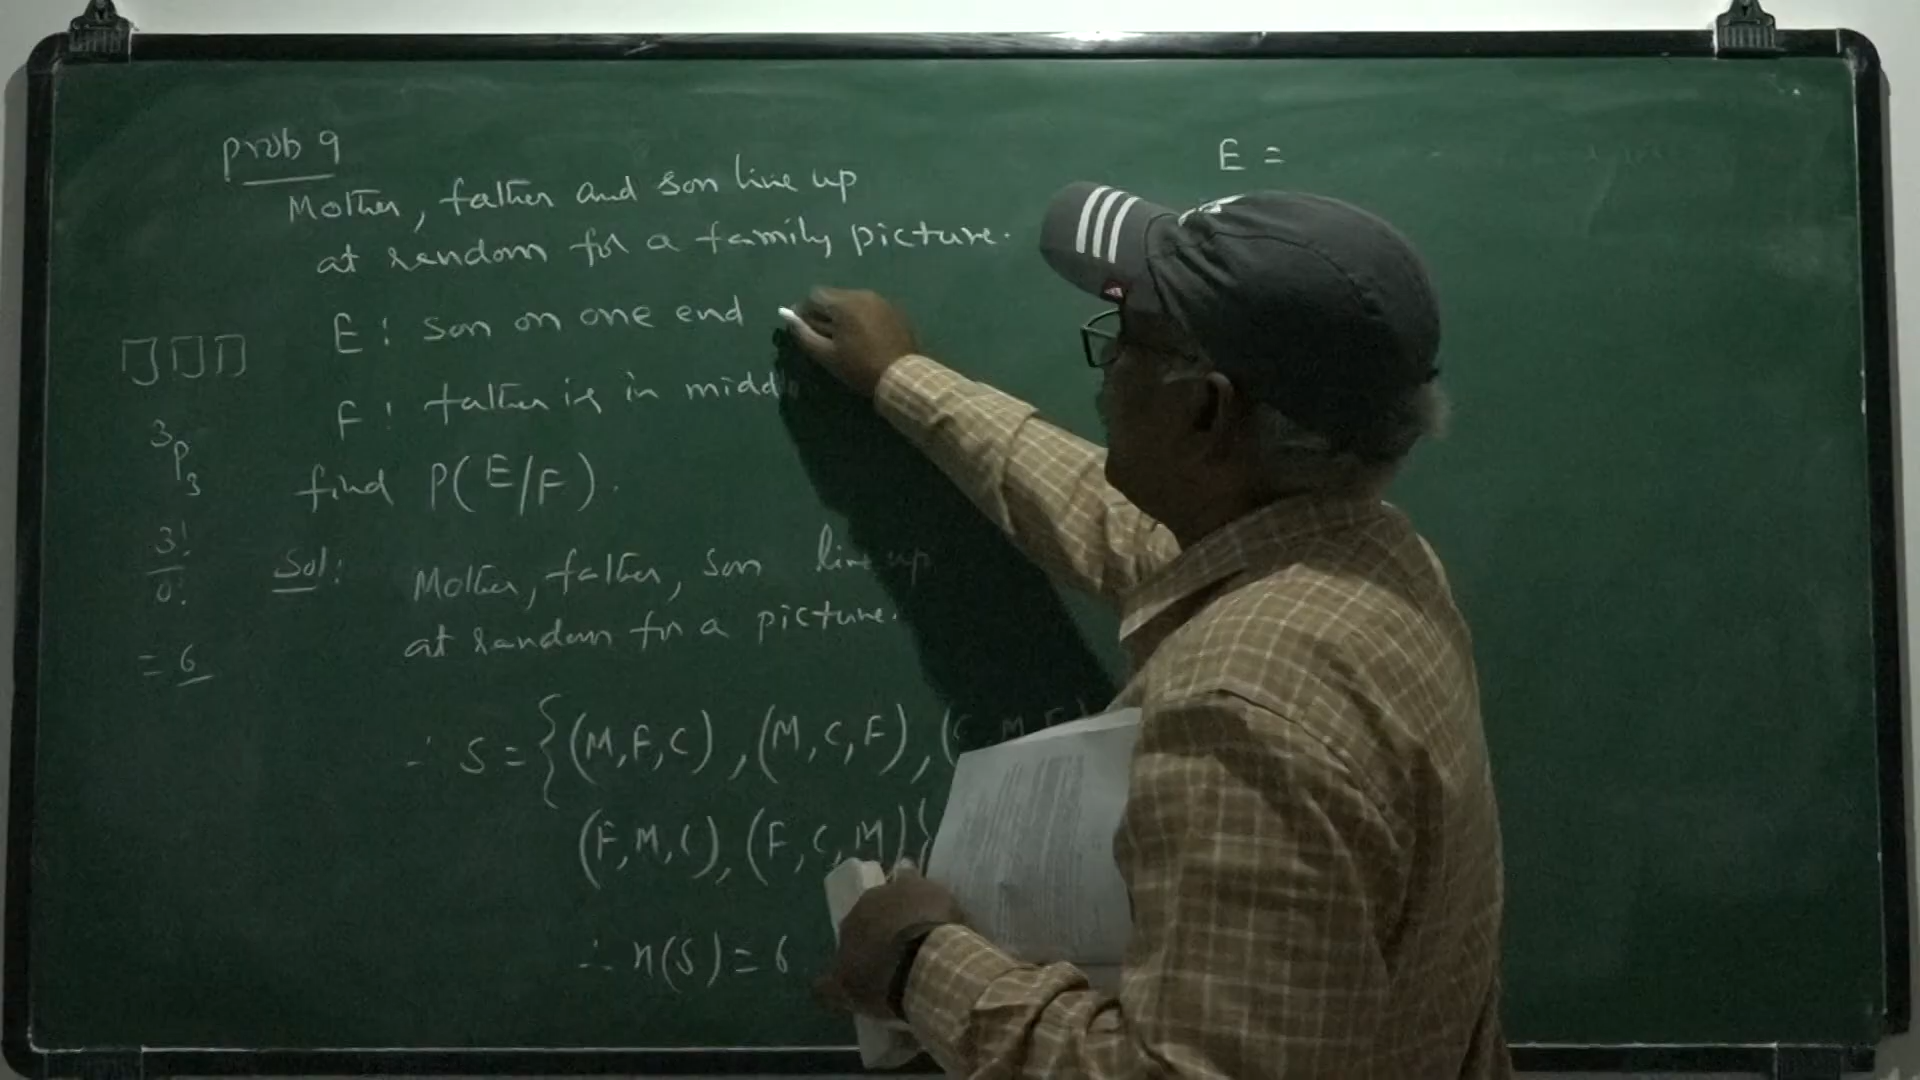 prob 9
Mother, father and son line up
at random for a family picture.
E: son on one end
F: father is in middle
find P(E/F).
3P3
3!
0!
= 6
Sol: Mother, father, son line up
at random for a picture.
∴ S = {(M,F,C), (M,C,F), (C,M,F)
(F,M,C), (F,C,M)}
∴ n(S) = 6
E =